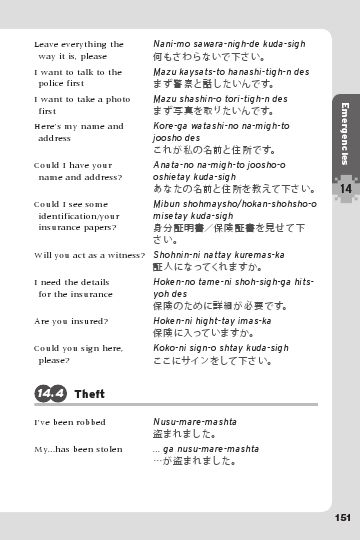 Leave everything the
way it is, please
Nani-mo sawara-nigh-de kuda-sigh
何もさわらないで下さい。
I want to talk to the
police first
Mazu kaysats-to hanashi-tigh-n des
まず警察と話したいんです。
I want to take a photo
first
Mazu shashin-o tori-tigh-n des
まず写真を取りたいんです。
Here's my name and
address
Kore-ga watashi-no na-migh-to
joosho des
これが私の名前と住所です。
Could I have your
name and address?
Anata-no na-migh-to joosho-o
oshietay kuda-sigh
あなたの名前と住所を教えて下さい。
Could I see some
identification/your
insurance papers?
Mibun shohmaysho/hokan-shohsho-o
misetay kuda-sigh
身分証明書／保険証書を見せて下
さい。
Will you act as a witness?
Shohnin-ni nattay kuremas-ka
証人になってくれますか。
I need the details
for the insurance
Hoken-no tame-ni shoh-sigh-ga hits-
yoh des
保険のために詳細が必要です。
Are you insured?
Hoken-ni hight-tay imas-ka
保険に入っていますか。
Could you sign here,
please?
Koko-ni sign-o shtay kuda-sigh
ここにサインをして下さい。
14.4 Theft
I've been robbed
Nusu-mare-mashta
盗まれました。
My...has been stolen
... ga nusu-mare-mashta
…が盗まれました。
Emergencies
14
151